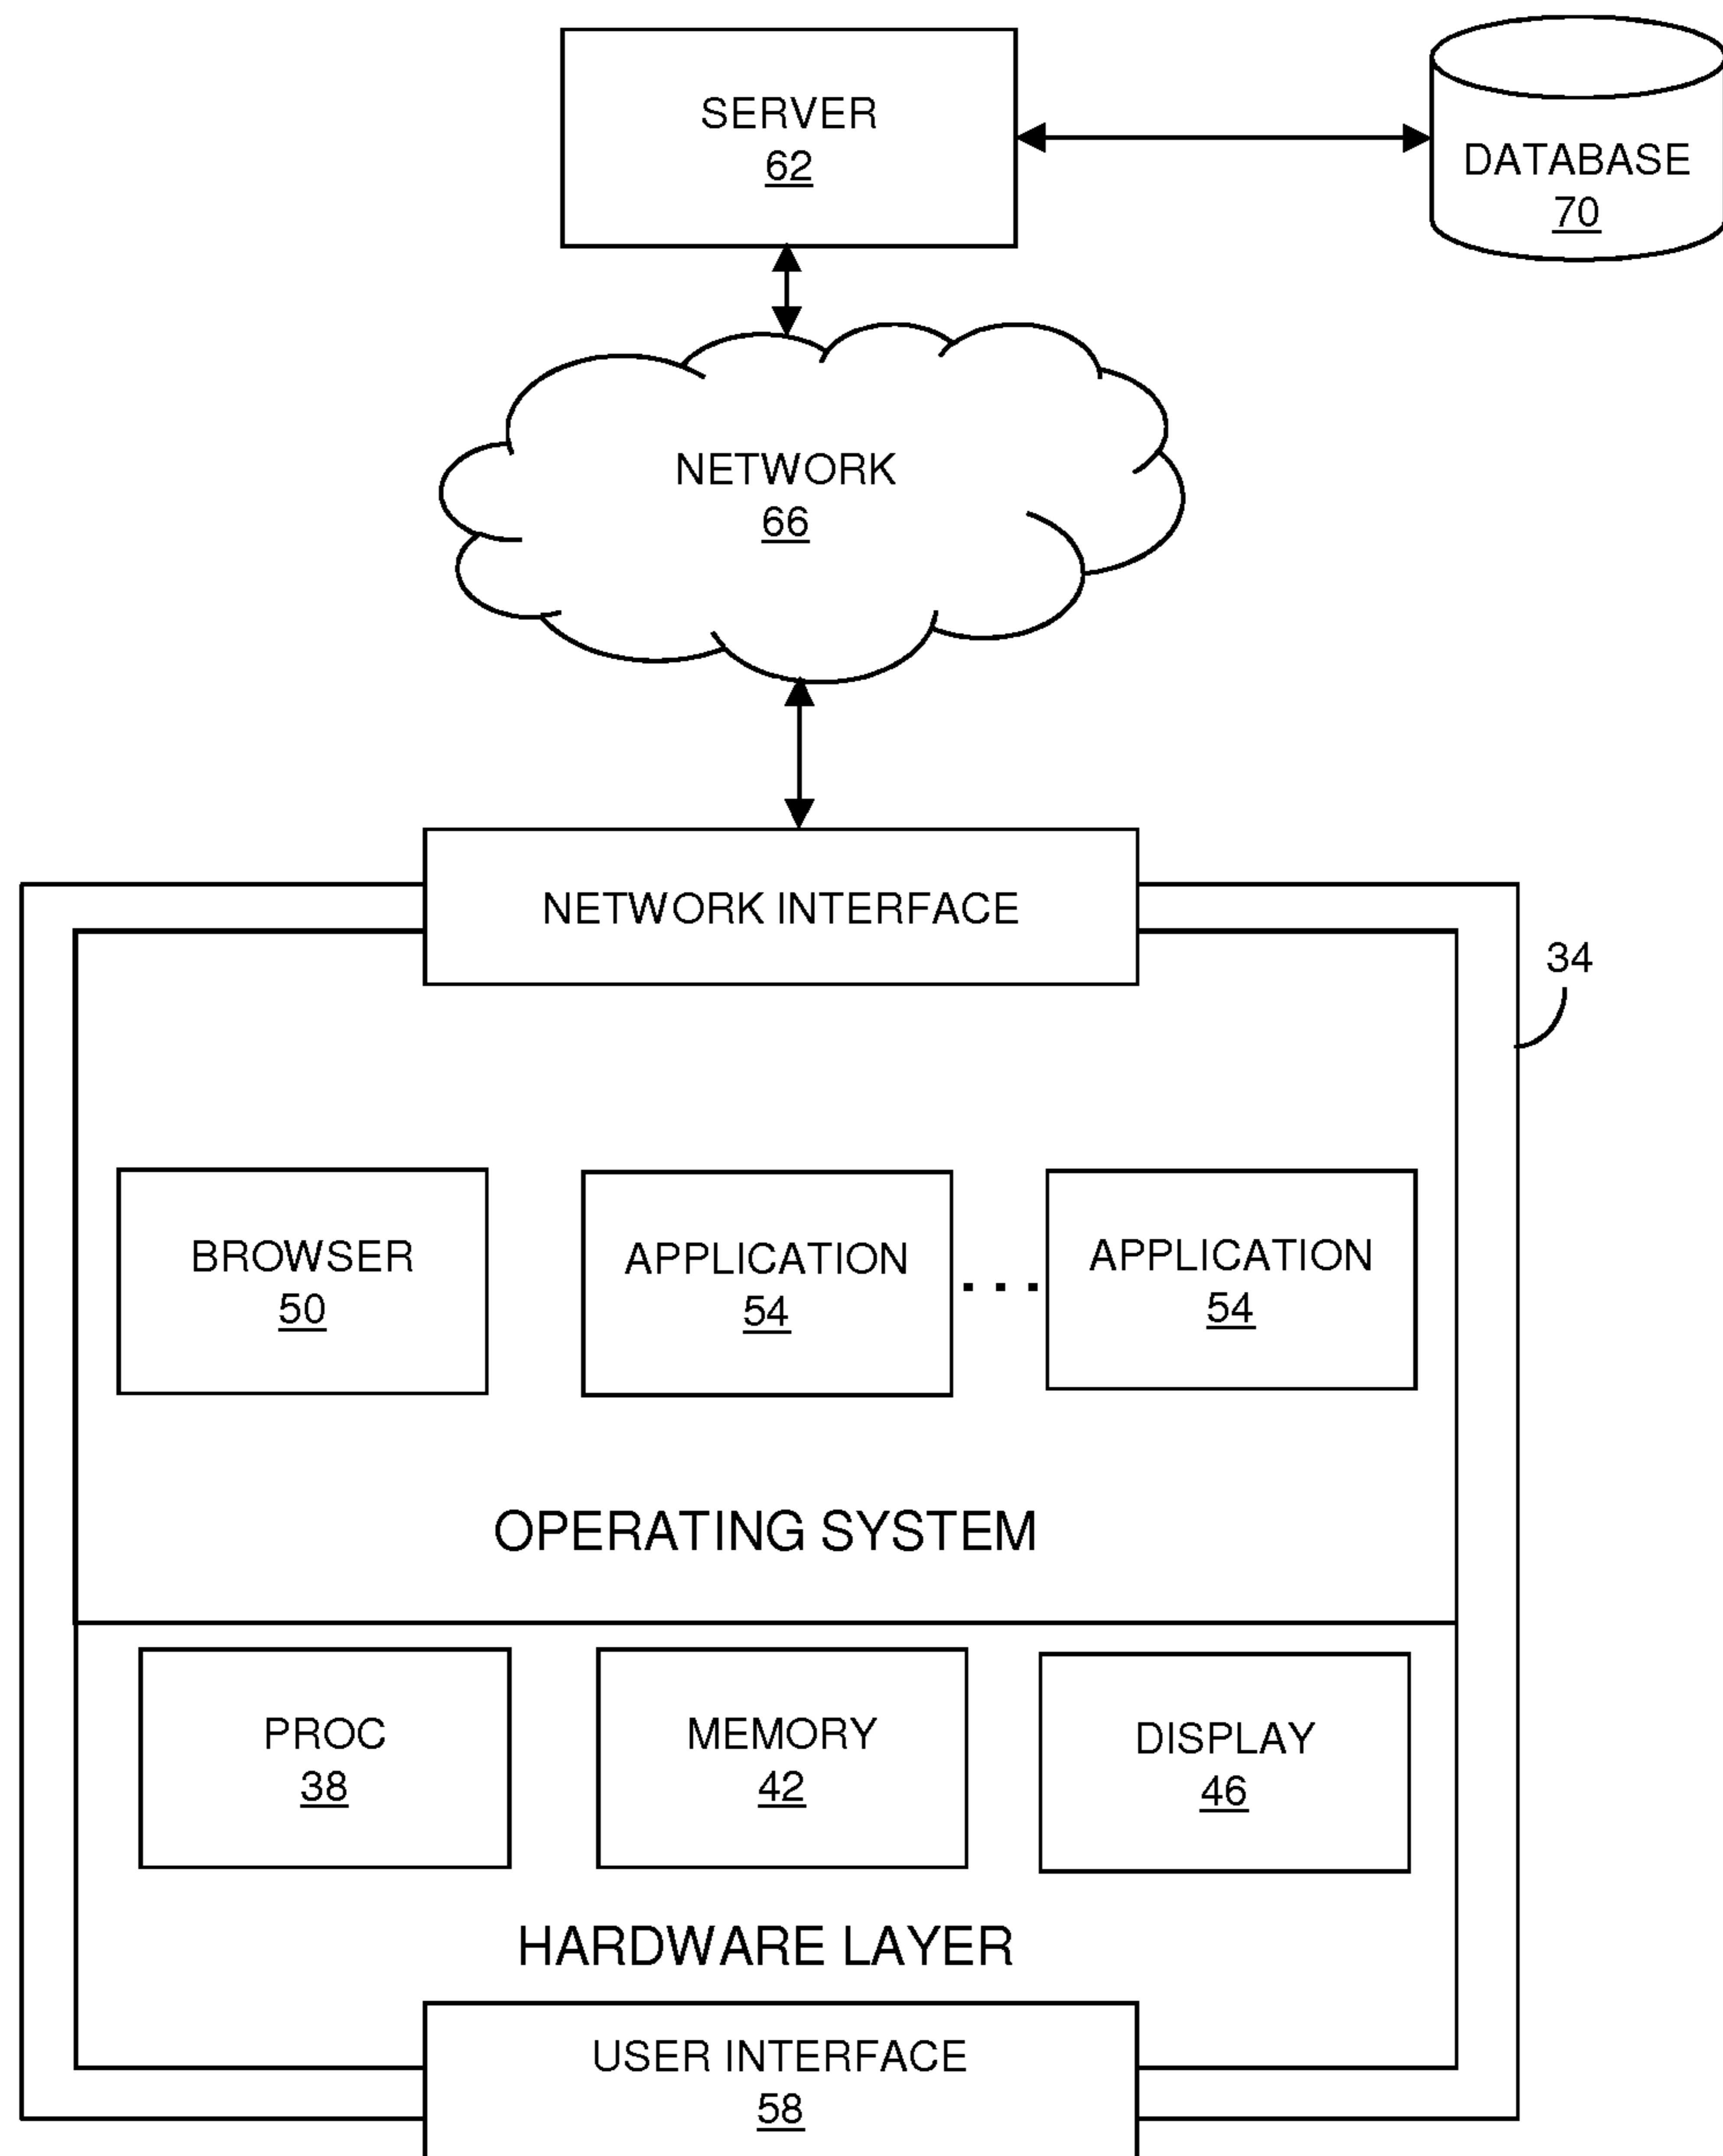 SERVER
62
DATABASE
70
NETWORK
66
NETWORK INTERFACE
34
BROWSER
50
APPLICATION
54
. . .
APPLICATION
54
OPERATING SYSTEM
PROC
38
MEMORY
42
DISPLAY
46
HARDWARE LAYER
USER INTERFACE
58